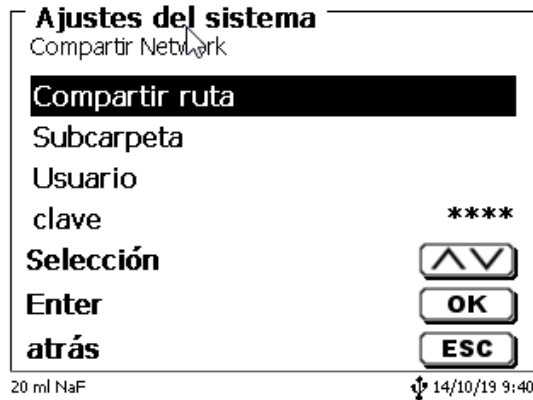 Ajustes del sistema
Compartir Network
Compartir ruta
Subcarpeta
Usuario
clave ****
Selección
Enter OK
atrás ESC
20 ml NaF 14/10/19 9:40